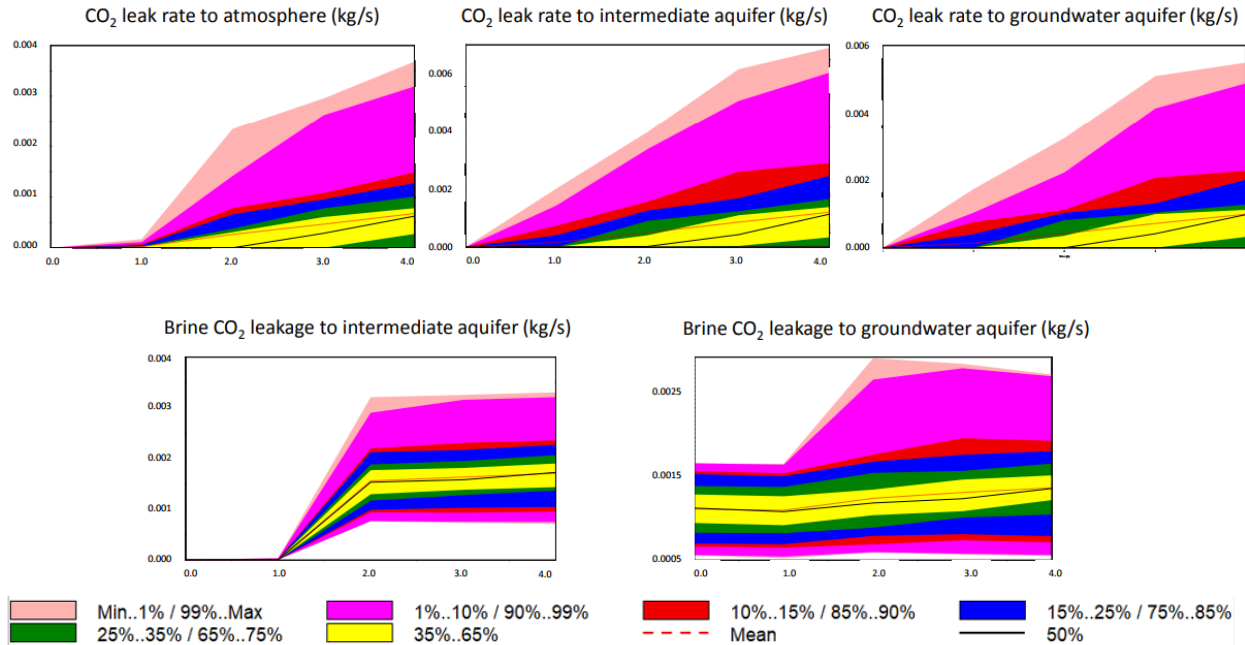 CO₂ leak rate to atmosphere (kg/s)
CO₂ leak rate to intermediate aquifer (kg/s)
CO₂ leak rate to groundwater aquifer (kg/s)
0.004
0.003
0.002
0.001
0.000
0.0 1.0 2.0 3.0 4.0
0.006
0.004
0.002
0.000
0.0 1.0 2.0 3.0 4.0
0.006
0.004
0.002
0.000
Brine CO₂ leakage to intermediate aquifer (kg/s)
Brine CO₂ leakage to groundwater aquifer (kg/s)
0.004
0.003
0.002
0.001
0.000
0.0 1.0 2.0 3.0 4.0
0.0025
0.0015
0.0005
0.0 1.0 2.0 3.0 4.0
Min..1% / 99%..Max
1%..10% / 90%..99%
10%..15% / 85%..90%
15%..25% / 75%..85%
25%..35% / 65%..75%
35%..65%
Mean
50%